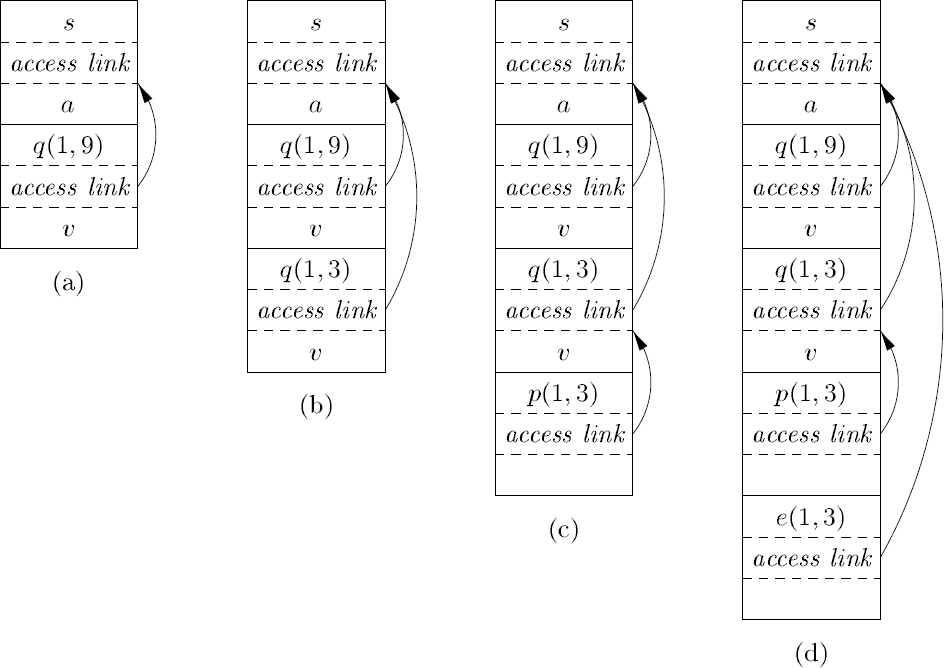 s
access link
a
q(1, 9)
access link
v
(a)
s
access link
a
q(1, 9)
access link
v
q(1, 3)
access link
v
(b)
s
access link
a
q(1, 9)
access link
v
q(1, 3)
access link
v
p(1, 3)
access link
(c)
s
access link
a
q(1, 9)
access link
v
q(1, 3)
access link
v
p(1, 3)
access link
e(1, 3)
access link
(d)